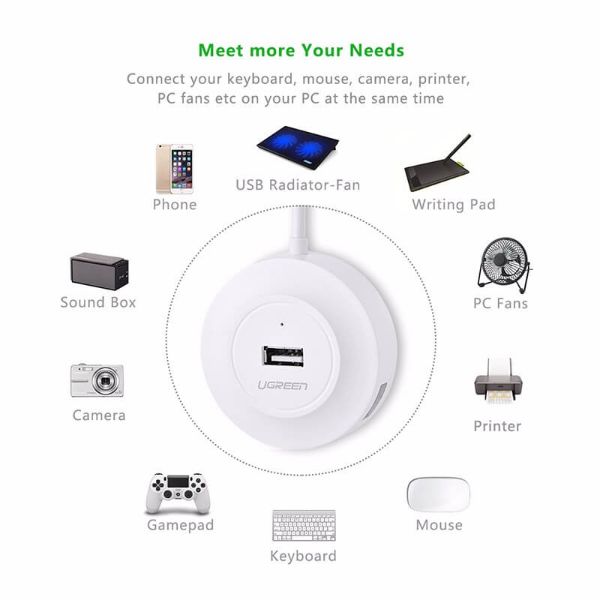 Meet more Your Needs
Connect your keyboard, mouse, camera, printer,
PC fans etc on your PC at the same time
Phone
USB Radiator-Fan
Writing Pad
Sound Box
PC Fans
UGREEN
Camera
Printer
Gamepad
Mouse
Keyboard